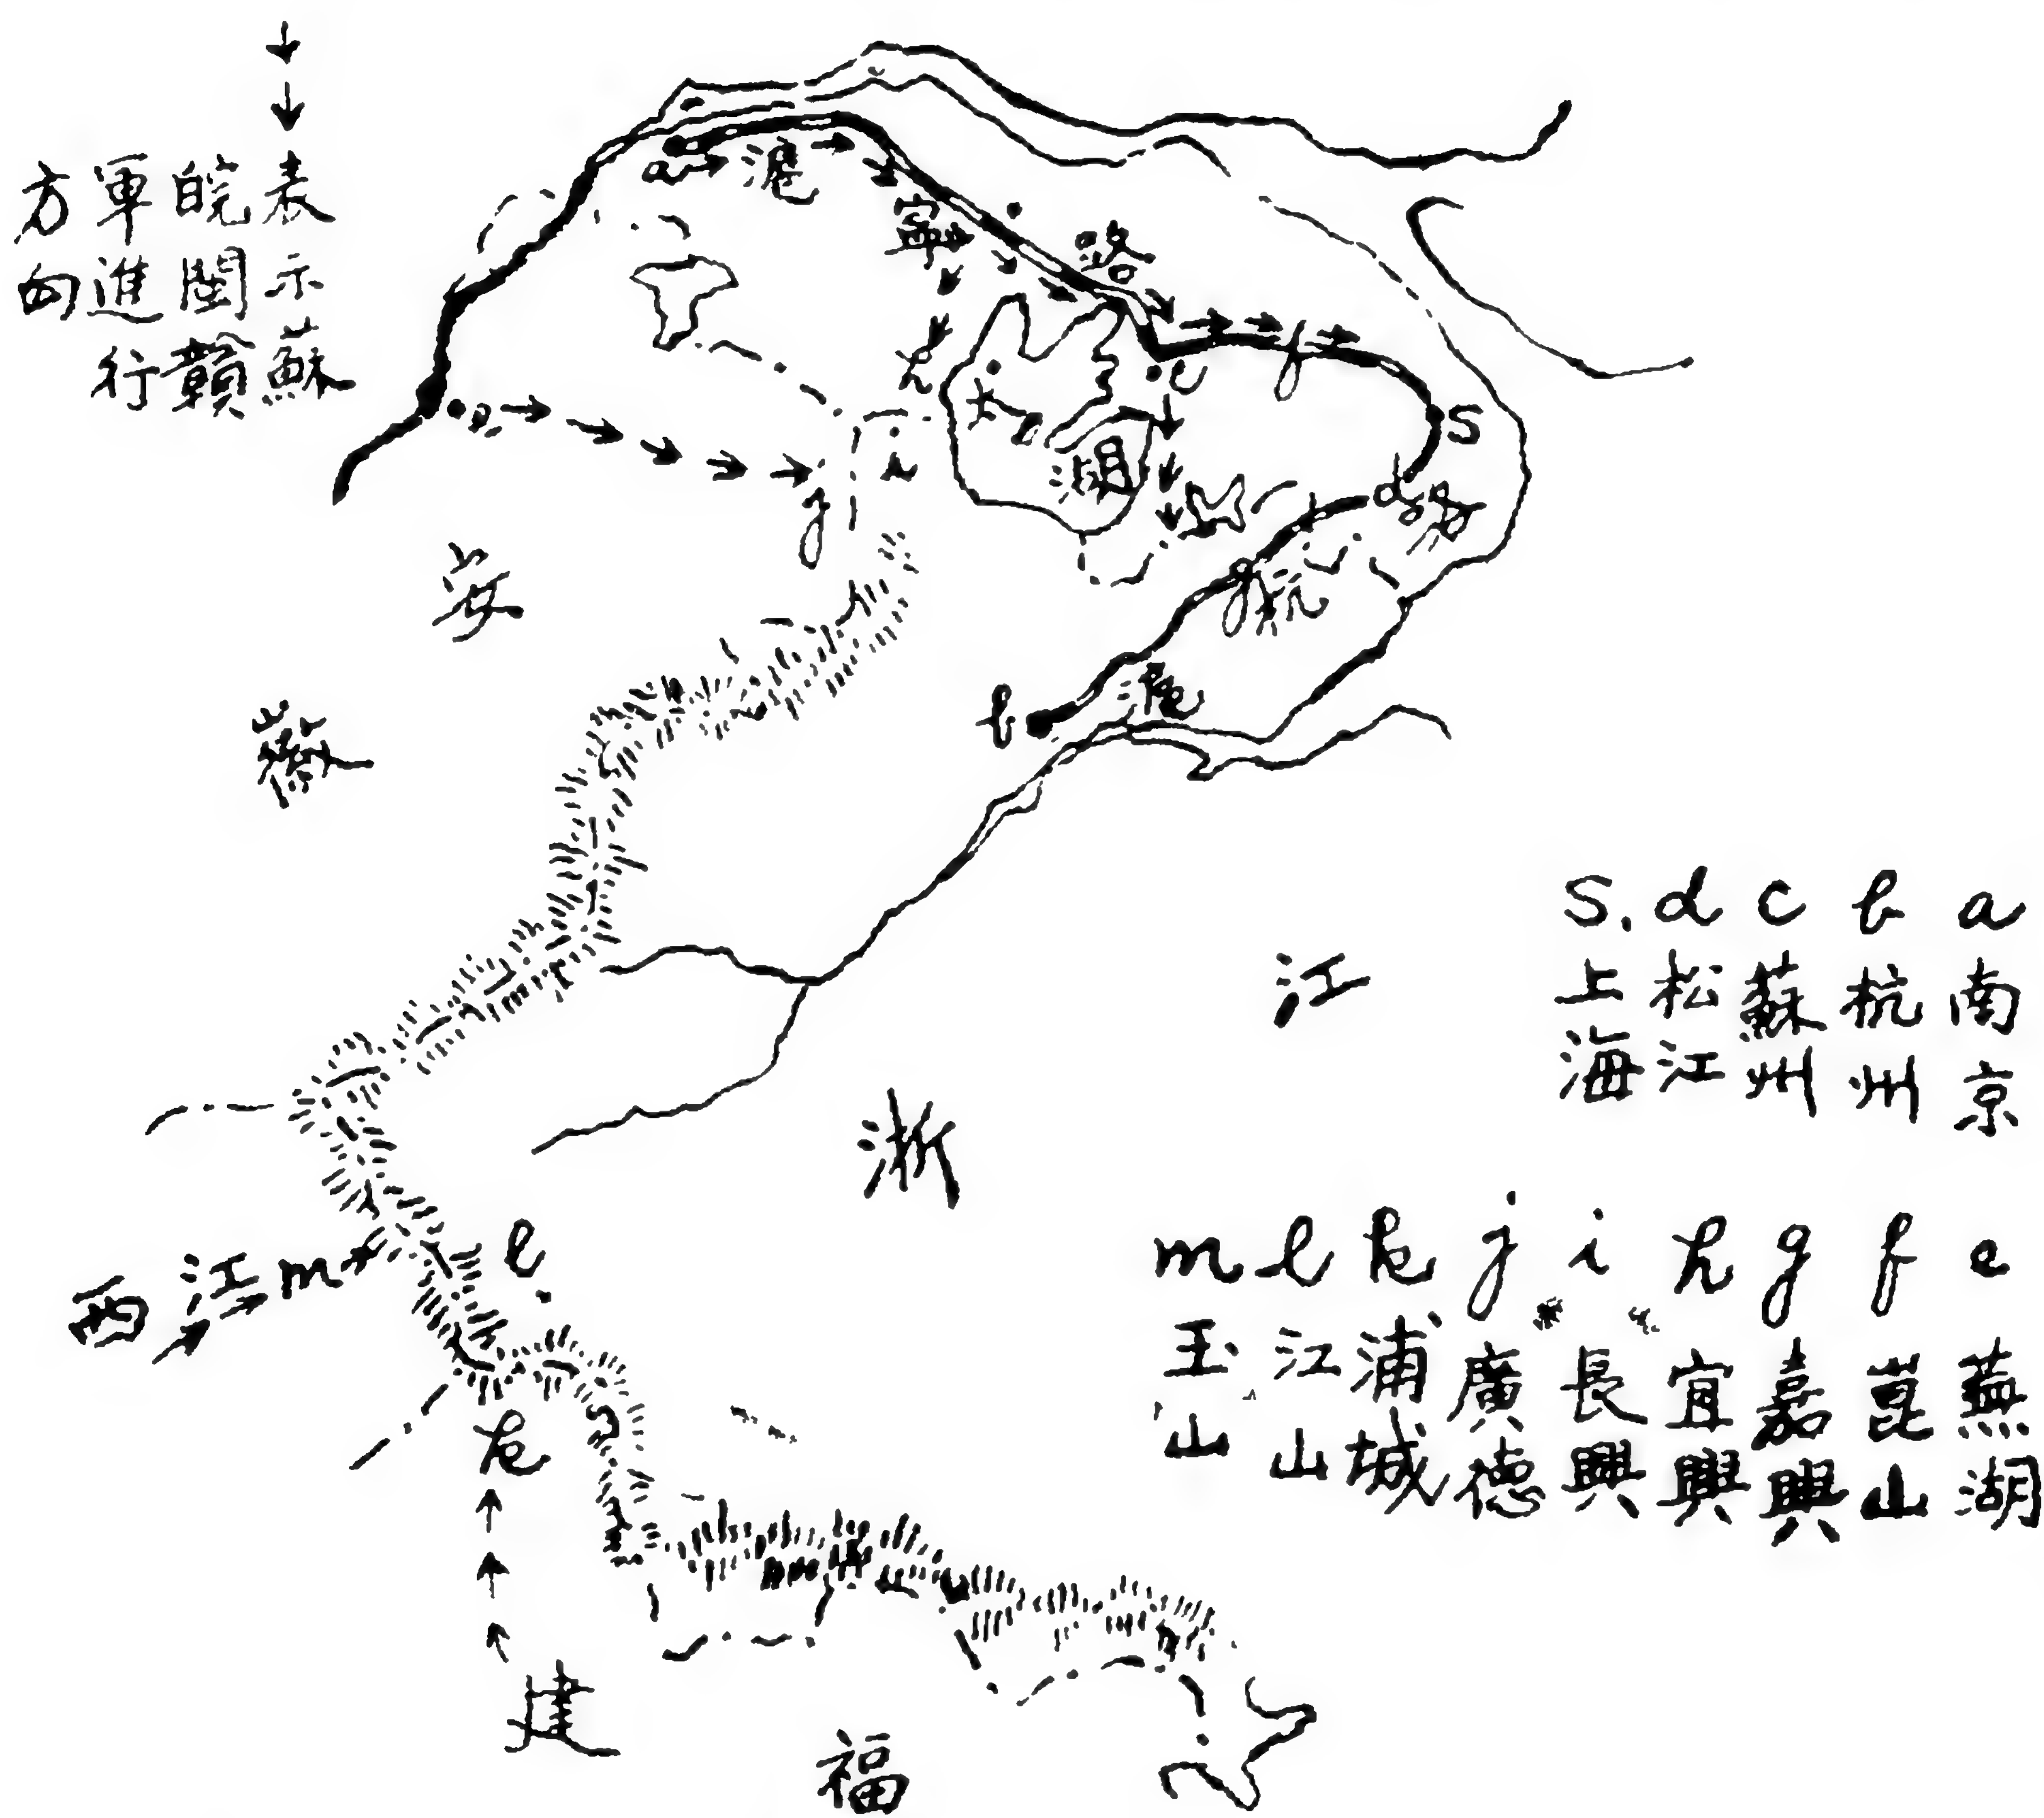 表示蘇
皖閩贛
軍進行
方向
a
滬
寧
路
h
太
湖
c
f
S
e
i
j
d
路
g
杭
滬
b
安
徽
浙
江
江
西
m
l
k
福
建
a 南京
b 杭州
c 蘇州
d 松江
S. 上海
e 蕪湖
f 崑山
g 嘉興
h 宜興
i 長興
j 廣德
k 浦城
l 江山
m 玉山